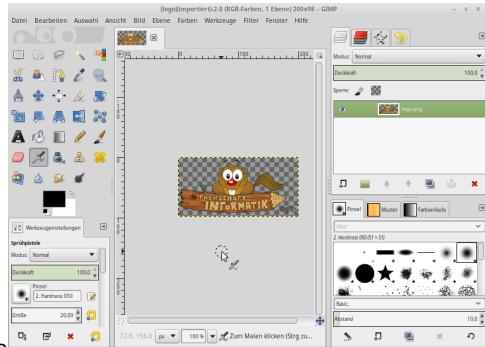 [logo](importiert)-2.0 (RGB-Farben, 1 Ebene) 200x98 – GIMP
Datei Bearbeiten Auswahl Ansicht Bild Ebene Farben Werkzeuge Filter Fenster Hilfe
Modus: Normal
Deckkraft 100,0
Sperre:
logo.png
FACHSCHAFT
INFORMATIK
Werkzeugeinstellungen
Sprühpistole
Modus: Normal
Deckkraft 100,0
Pinsel
2. Hardness 050
Größe 20,00
Pinsel Muster Farbverläufe
Filter
2. Hardness 050 (51 × 51)
Basic,
Abstand 10,0
72,0, 156,0 px 100 % Zum Malen klicken (Strg zu...